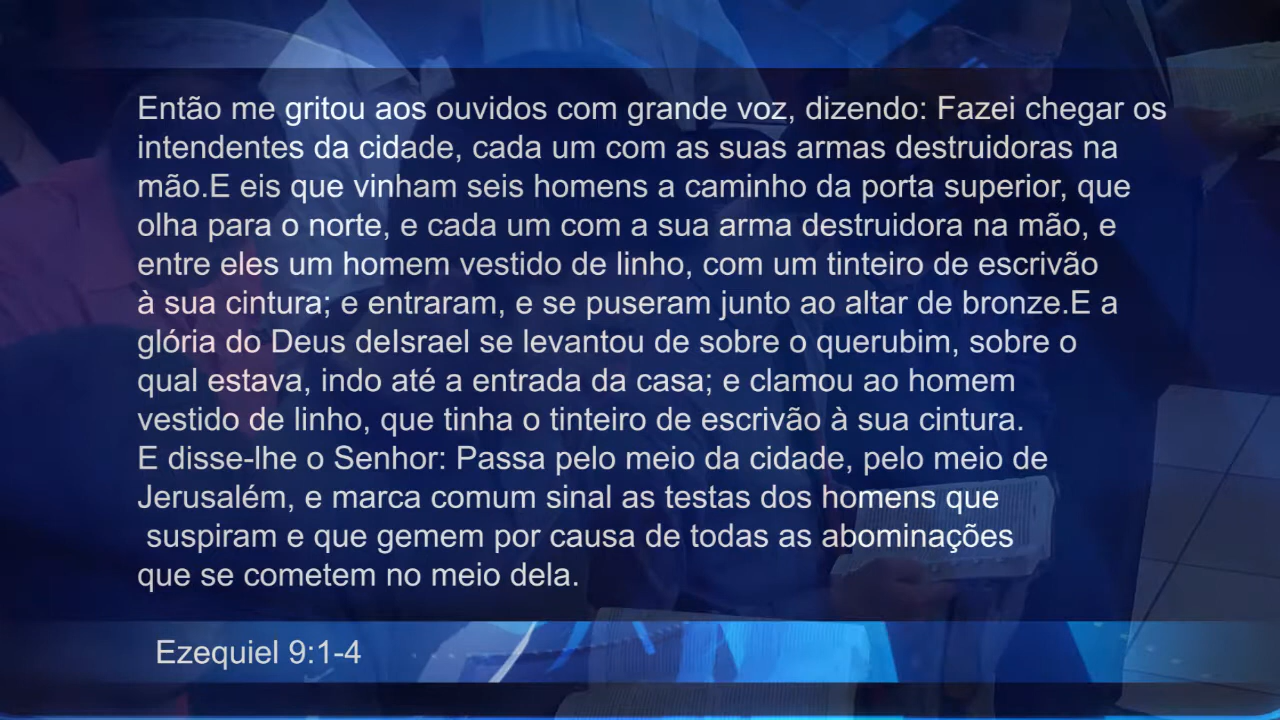 Então me gritou aos ouvidos com grande voz, dizendo: Fazei chegar os
intendentes da cidade, cada um com as suas armas destruidoras na
mão.E eis que vinham seis homens a caminho da porta superior, que
olha para o norte, e cada um com a sua arma destruidora na mão, e
entre eles um homem vestido de linho, com um tinteiro de escrivão
à sua cintura; e entraram, e se puseram junto ao altar de bronze.E a
glória do Deus deIsrael se levantou de sobre o querubim, sobre o
qual estava, indo até a entrada da casa; e clamou ao homem
vestido de linho, que tinha o tinteiro de escrivão à sua cintura.
E disse-lhe o Senhor: Passa pelo meio da cidade, pelo meio de
Jerusalém, e marca comum sinal as testas dos homens que
suspiram e que gemem por causa de todas as abominações
que se cometem no meio dela.
Ezequiel 9:1-4